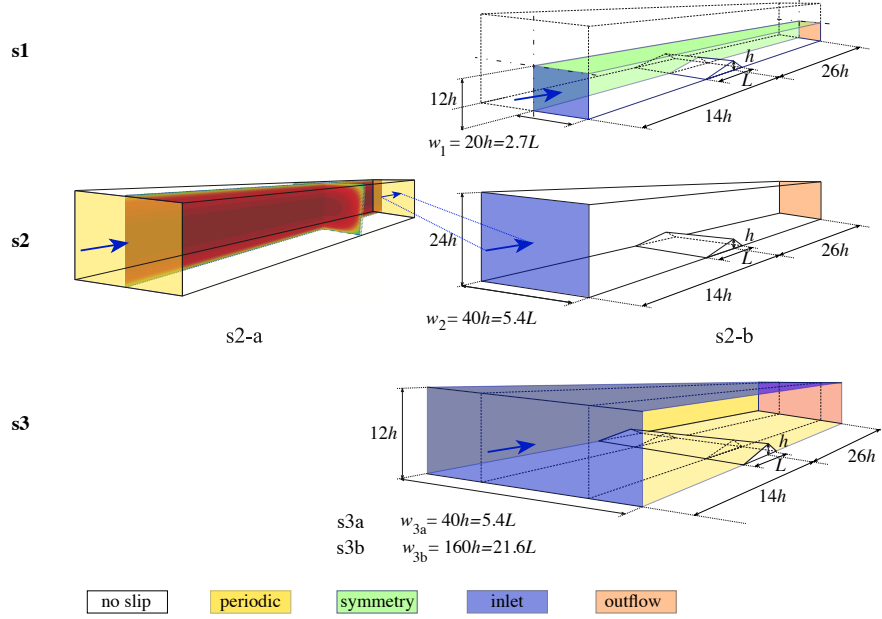 s1
h
L
26h
12h
14h
w1 = 20h=2.7L
s2
24h
h
L
26h
14h
w2 = 40h=5.4L
s2-a
s2-b
s3
12h
h
L
26h
14h
s3a w3a = 40h=5.4L
s3b w3b = 160h=21.6L
no slip periodic symmetry inlet outflow